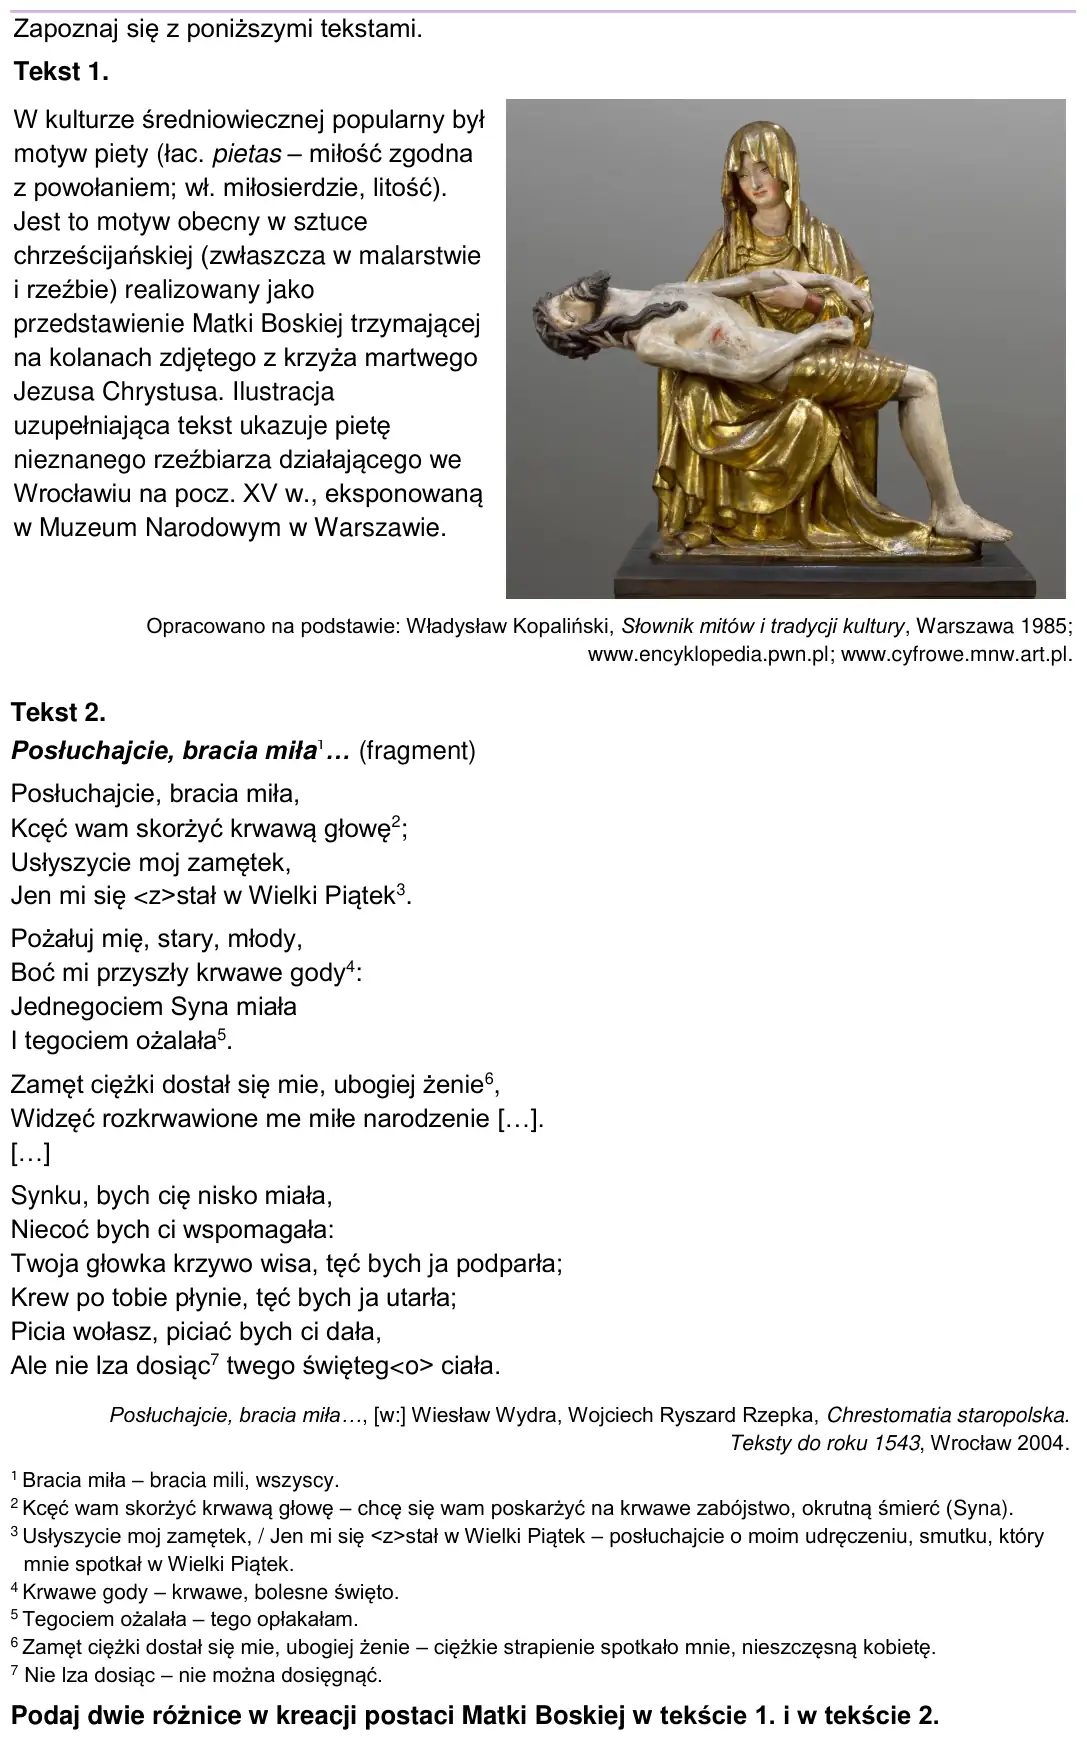 Zapoznaj się z poniższymi tekstami.
Tekst 1.
W kulturze średniowiecznej popularny był
motyw piety (łac. pietas – miłość zgodna
z powołaniem; wł. miłosierdzie, litość).
Jest to motyw obecny w sztuce
chrześcijańskiej (zwłaszcza w malarstwie
i rzeźbie) realizowany jako
przedstawienie Matki Boskiej trzymającej
na kolanach zdjętego z krzyża martwego
Jezusa Chrystusa. Ilustracja
uzupełniająca tekst ukazuje pietę
nieznanego rzeźbiarza działającego we
Wrocławiu na pocz. XV w., eksponowaną
w Muzeum Narodowym w Warszawie.
Opracowano na podstawie: Władysław Kopaliński, Słownik mitów i tradycji kultury, Warszawa 1985;
www.encyklopedia.pwn.pl; www.cyfrowe.mnw.art.pl.
Tekst 2.
Posłuchajcie, bracia miła¹… (fragment)
Posłuchajcie, bracia miła,
Kcęć wam skorżyć krwawą głowę²;
Usłyszycie moj zamętek,
Jen mi się <z>stał w Wielki Piątek³.
Pożałuj mię, stary, młody,
Boć mi przyszły krwawe gody⁴:
Jednegociem Syna miała
I tegociem ożalała⁵.
Zamęt ciężki dostał się mie, ubogiej żenie⁶,
Widzęć rozkrwawione me miłe narodzenie […].
[…]
Synku, bych cię nisko miała,
Niecoć bych ci wspomagała:
Twoja głowka krzywo wisa, tęć bych ja podparła;
Krew po tobie płynie, tęć bych ja utarła;
Picia wołasz, piciać bych ci dała,
Ale nie lza dosiąc⁷ twego święteg<o> ciała.
Posłuchajcie, bracia miła…, [w:] Wiesław Wydra, Wojciech Ryszard Rzepka, Chrestomatia staropolska.
Teksty do roku 1543, Wrocław 2004.
¹ Bracia miła – bracia mili, wszyscy.
² Kcęć wam skorżyć krwawą głowę – chcę się wam poskarżyć na krwawe zabójstwo, okrutną śmierć (Syna).
³ Usłyszycie moj zamętek, / Jen mi się <z>stał w Wielki Piątek – posłuchajcie o moim udręczeniu, smutku, który
mnie spotkał w Wielki Piątek.
⁴ Krwawe gody – krwawe, bolesne święto.
⁵ Tegociem ożalała – tego opłakałam.
⁶ Zamęt ciężki dostał się mie, ubogiej żenie – ciężkie strapienie spotkało mnie, nieszczęsną kobietę.
⁷ Nie lza dosiąc – nie można dosięgnąć.
Podaj dwie różnice w kreacji postaci Matki Boskiej w tekście 1. i w tekście 2.